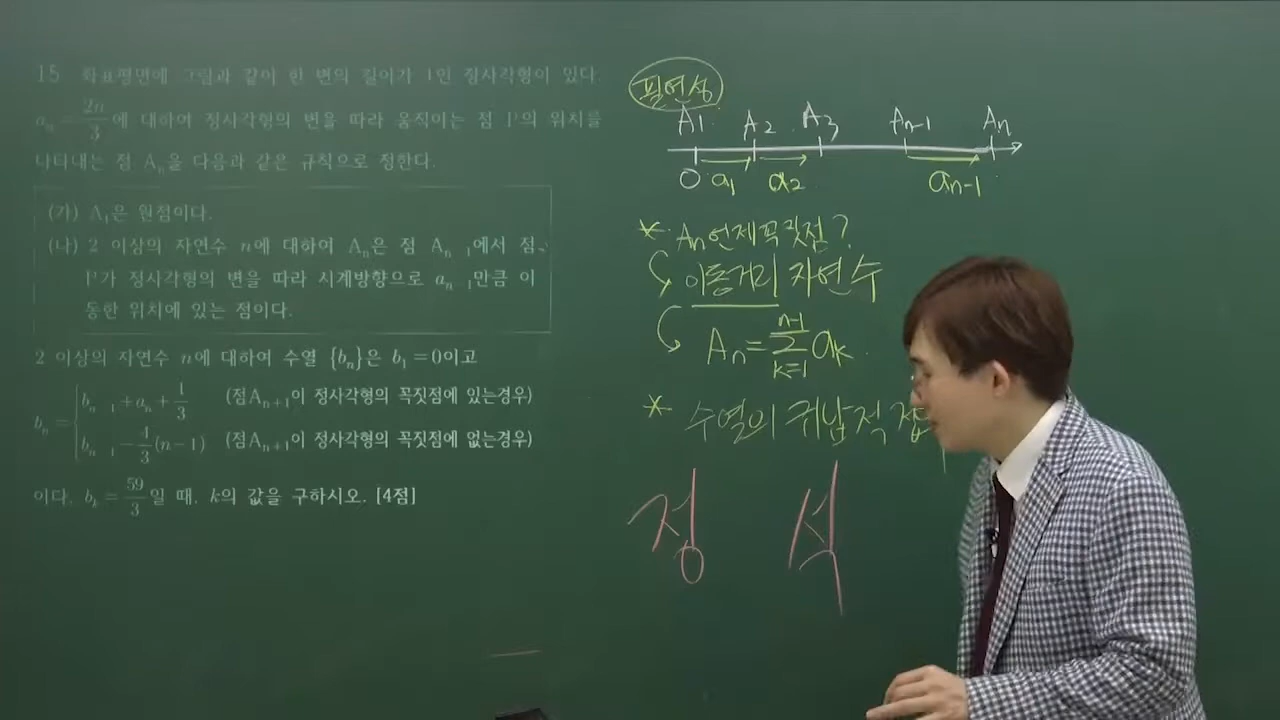 15 좌표평면에 그림과 같이 한 변의 길이가 1인 정사각형이 있다.
aₙ = 2n/3 에 대하여 정사각형의 변을 따라 움직이는 점 P의 위치를
나타내는 점 Aₙ을 다음과 같은 규칙으로 정한다.
(가) A₁은 원점이다.
(나) 2 이상의 자연수 n에 대하여 Aₙ은 점 Aₙ₋₁에서 점
P가 정사각형의 변을 따라 시계방향으로 aₙ₋₁만큼 이
동한 위치에 있는 점이다.
2 이상의 자연수 n에 대하여 수열 {bₙ}은 b₁ = 0이고
bₙ = { bₙ₋₁ + aₙ + 1/3 (점Aₙ₊₁이 정사각형의 꼭짓점에 있는경우)
bₙ₋₁ − 4/3 (n−1) (점Aₙ₊₁이 정사각형의 꼭짓점에 없는경우)
이다. bₖ = 59/3 일 때, k의 값을 구하시오. [4점]
필연성
A₁ A₂ A₃ Aₙ₋₁ Aₙ
0 a₁ a₂ aₙ₋₁
* Aₙ 언제 꼭짓점?
이동거리 자연수
Aₙ = n-1 Σ k=1 aₖ
* 수열의 귀납적 접
정 석